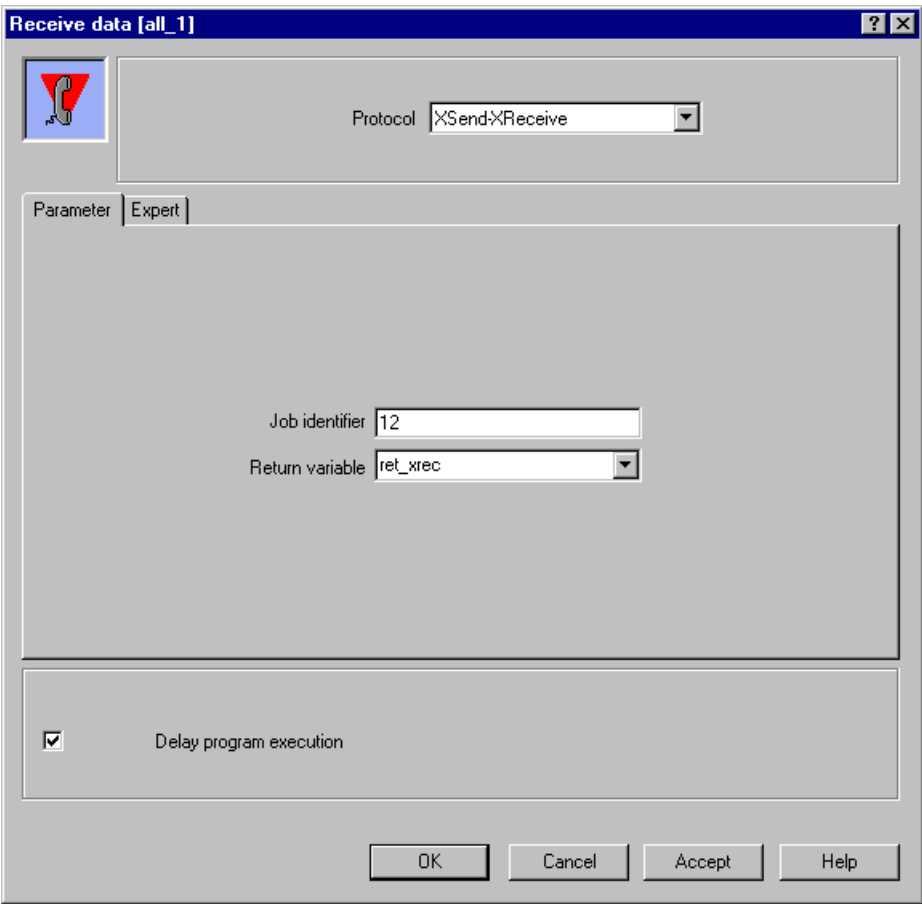 Receive data [all_1]
Protocol XSend-XReceive
Parameter Expert
Job identifier 12
Return variable ret_xrec
Delay program execution
OK Cancel Accept Help